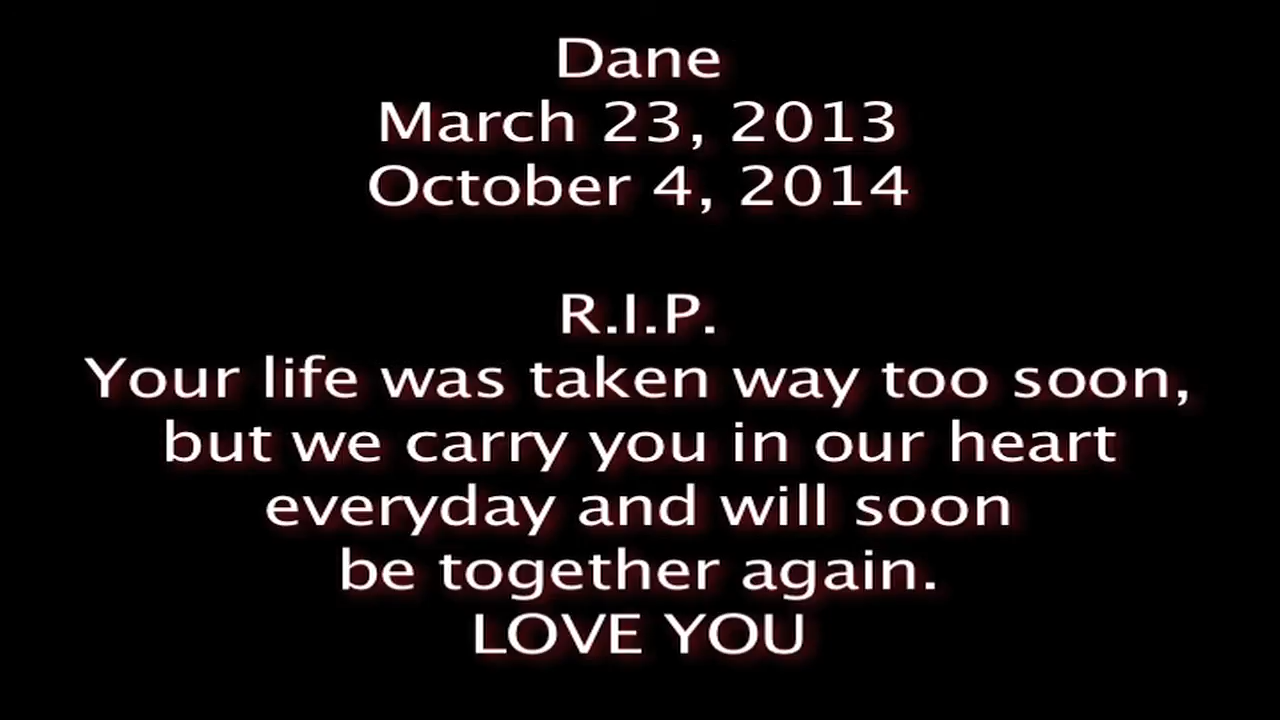 Dane
March 23, 2013
October 4, 2014
R.I.P.
Your life was taken way too soon,
but we carry you in our heart
everyday and will soon
be together again.
LOVE YOU